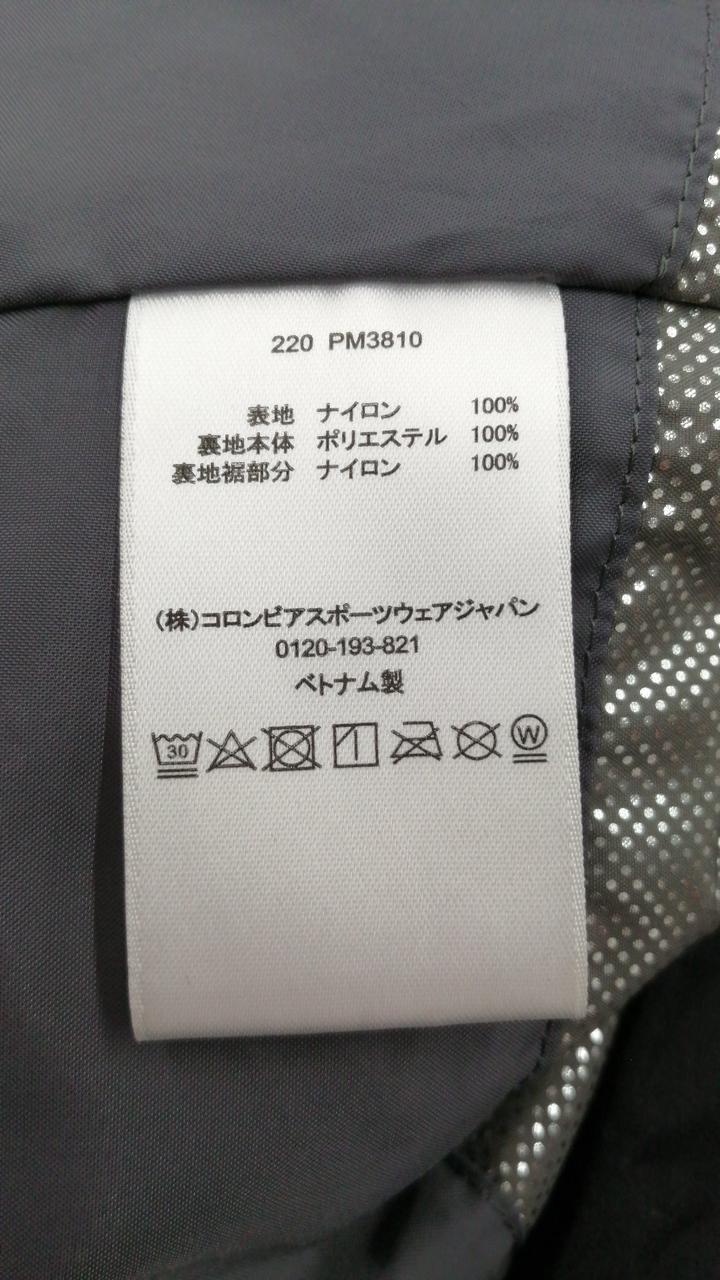 220 PM3810
表地 ナイロン 100%
裏地本体 ポリエステル 100%
裏地裾部分 ナイロン 100%
(株)コロンビアスポーツウェアジャパン
0120-193-821
ベトナム製
30 W